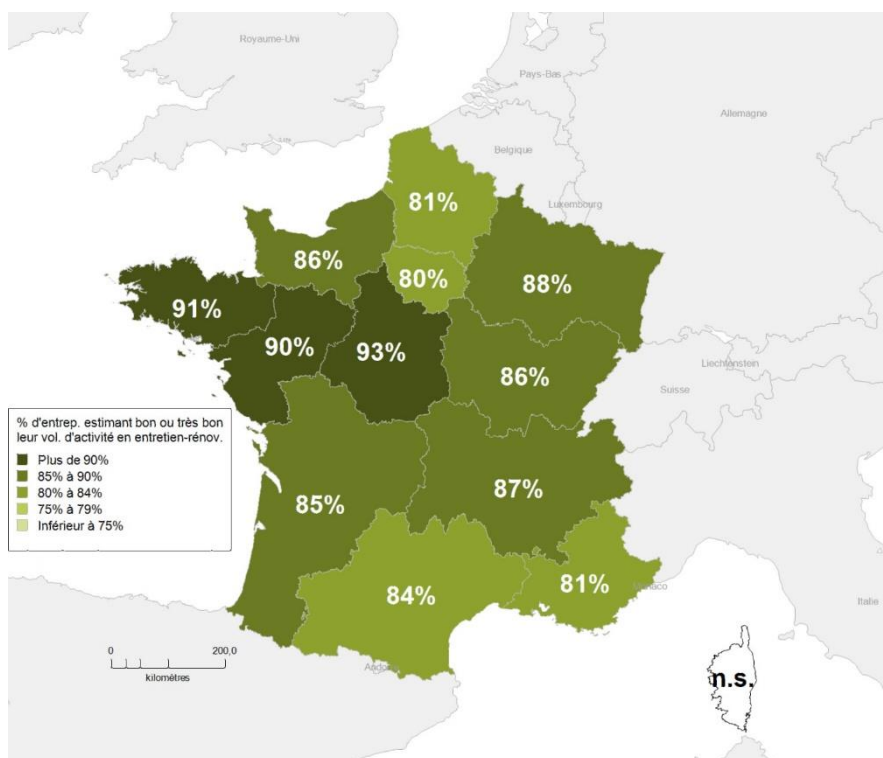 Royaume-Uni
Pays-Bas
Allemagne
Belgique
Luxembourg
81%
86%
80%
88%
91%
90%
93%
86%
Liechtenstein
Suisse
% d'entrep. estimant bon ou très bon
leur vol. d'activité en entretien-rénov.
Plus de 90%
85% à 90%
80% à 84%
75% à 79%
Inférieur à 75%
85%
87%
84%
81%
Monaco
Italie
0 200,0
kilomètres
Andorre
n.s.